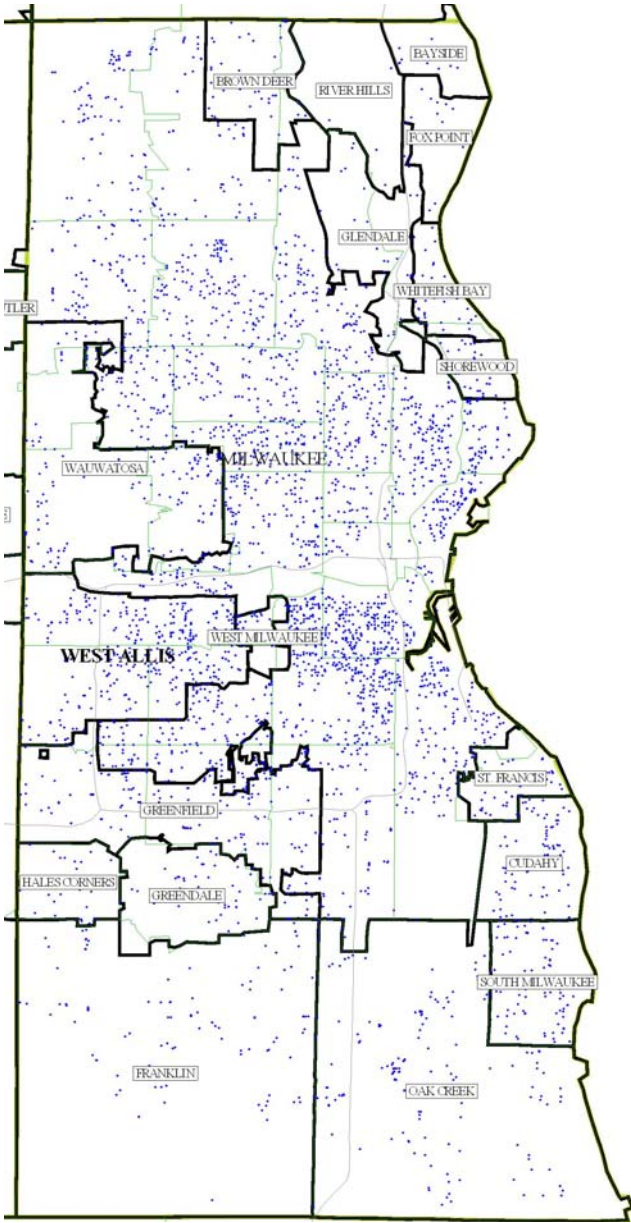 BAYSIDE
BROWN DEER
RIVER HILLS
FOX POINT
GLENDALE
WHITEFISH BAY
TLER
SHOREWOOD
MILWAUKEE
WAUWATOSA
WEST MILWAUKEE
WEST ALLIS
ST. FRANCIS
GREENFIELD
CUDAHY
HALES CORNERS
GREENDALE
SOUTH MILWAUKEE
FRANKLIN
OAK CREEK